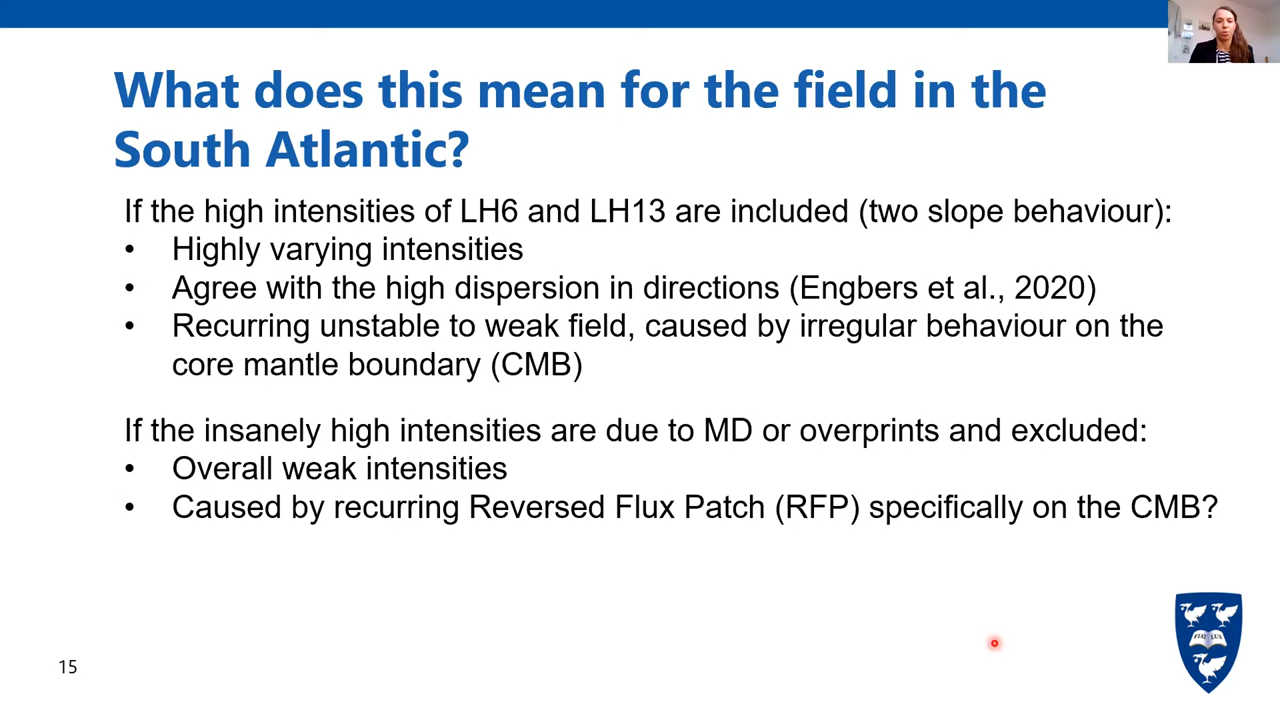 What does this mean for the field in the
South Atlantic?
If the high intensities of LH6 and LH13 are included (two slope behaviour):
• Highly varying intensities
• Agree with the high dispersion in directions (Engbers et al., 2020)
• Recurring unstable to weak field, caused by irregular behaviour on the
core mantle boundary (CMB)
If the insanely high intensities are due to MD or overprints and excluded:
• Overall weak intensities
• Caused by recurring Reversed Flux Patch (RFP) specifically on the CMB?
FIAT LUX
15